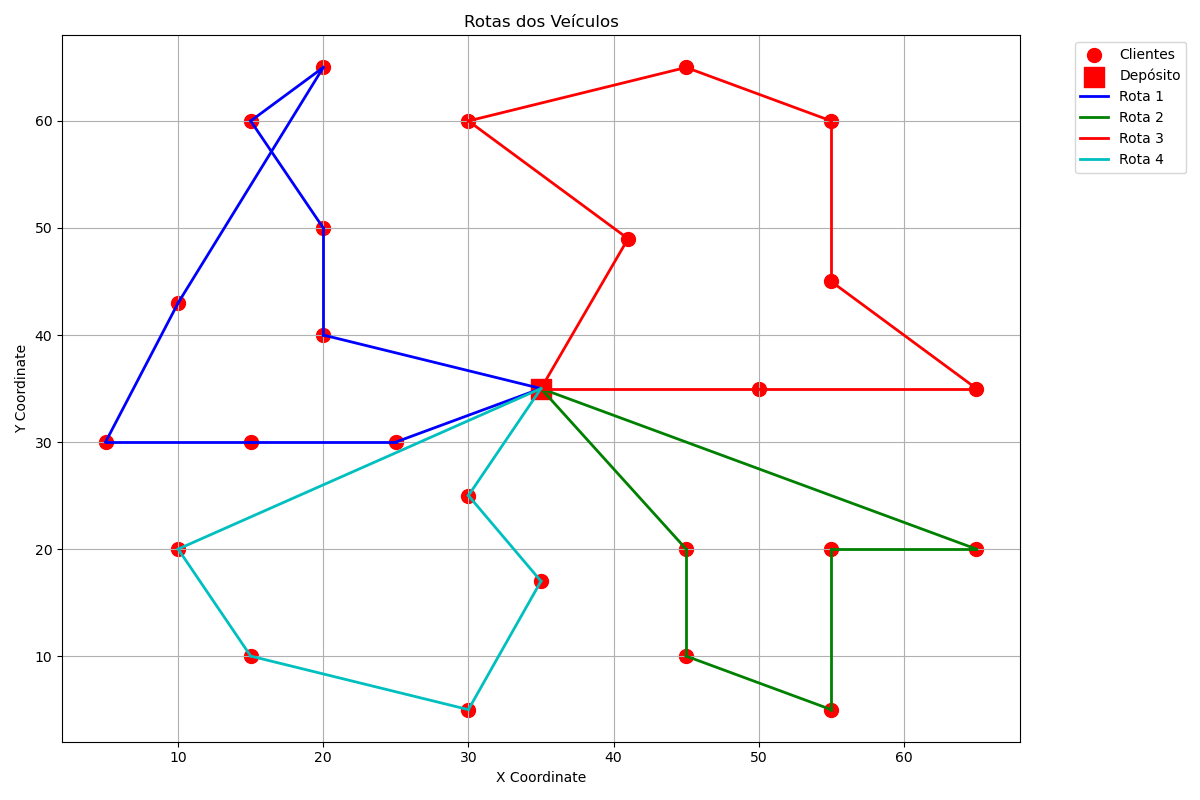 Rotas dos Veículos
Clientes
Depósito
Rota 1
Rota 2
Rota 3
Rota 4
Y Coordinate
60
50
40
30
20
10
10 20 30 40 50 60
X Coordinate